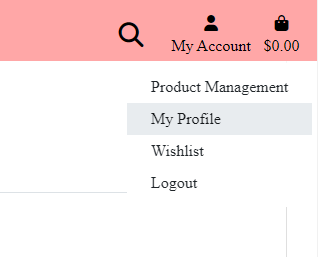 My Account $0.00
Product Management
My Profile
Wishlist
Logout